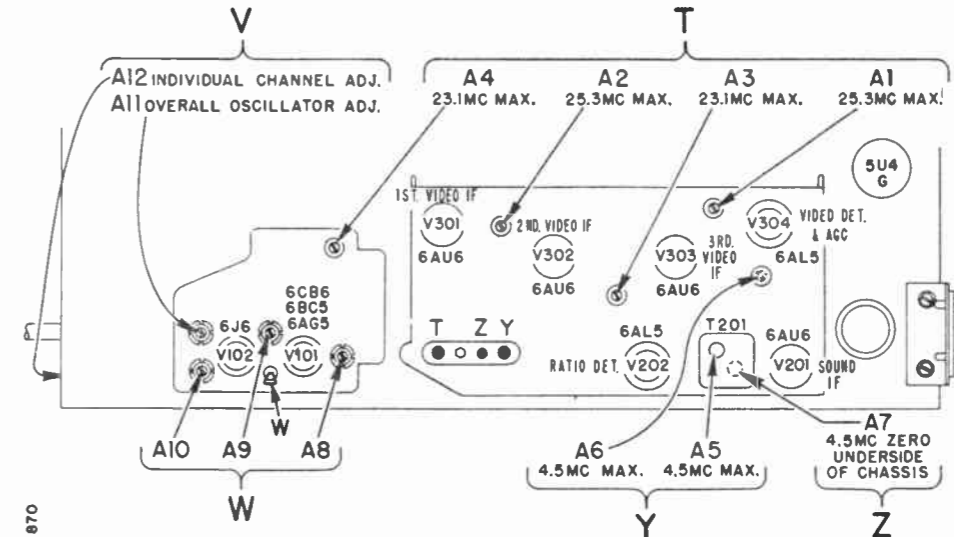 V
T
A12 INDIVIDUAL CHANNEL ADJ.
A11 OVERALL OSCILLATOR ADJ.
A4
23.1MC MAX.
A2
25.3MC MAX.
A3
23.1MC MAX.
A1
25.3MC MAX.
5U4
G
1ST. VIDEO IF
V301
6AU6
2ND. VIDEO IF
V302
6AU6
V303
6AU6
3RD.
VIDEO
IF
V304
VIDEO DET.
& AGC
6AL5
6CB6
6BC5
6AG5
6J6
V102
V101
W
T Z Y
RATIO DET.
6AL5
V202
T201
6AU6
V201
SOUND
IF
A10
A9
A8
W
A6
4.5MC MAX.
A5
4.5MC MAX.
Y
A7
4.5MC ZERO
UNDERSIDE
OF CHASSIS
Z
870